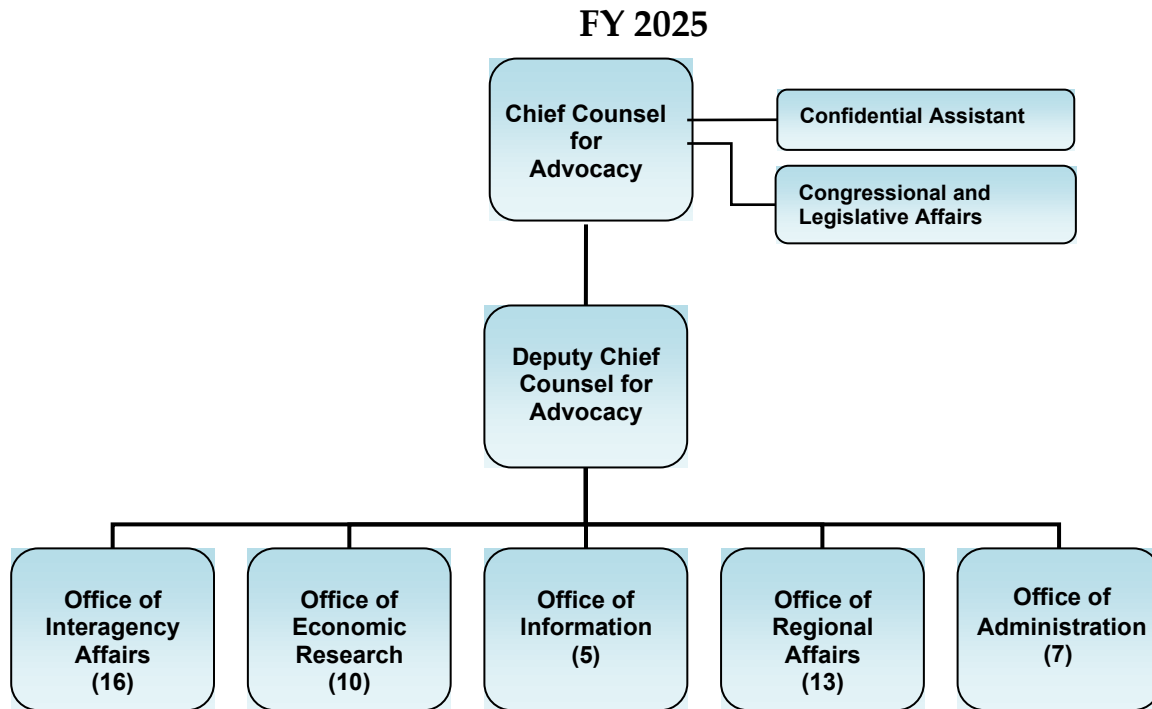 FY 2025
Chief Counsel
for
Advocacy
Confidential Assistant
Congressional and
Legislative Affairs
Deputy Chief
Counsel for
Advocacy
Office of
Interagency
Affairs
(16)
Office of
Economic
Research
(10)
Office of
Information
(5)
Office of
Regional
Affairs
(13)
Office of
Administration
(7)